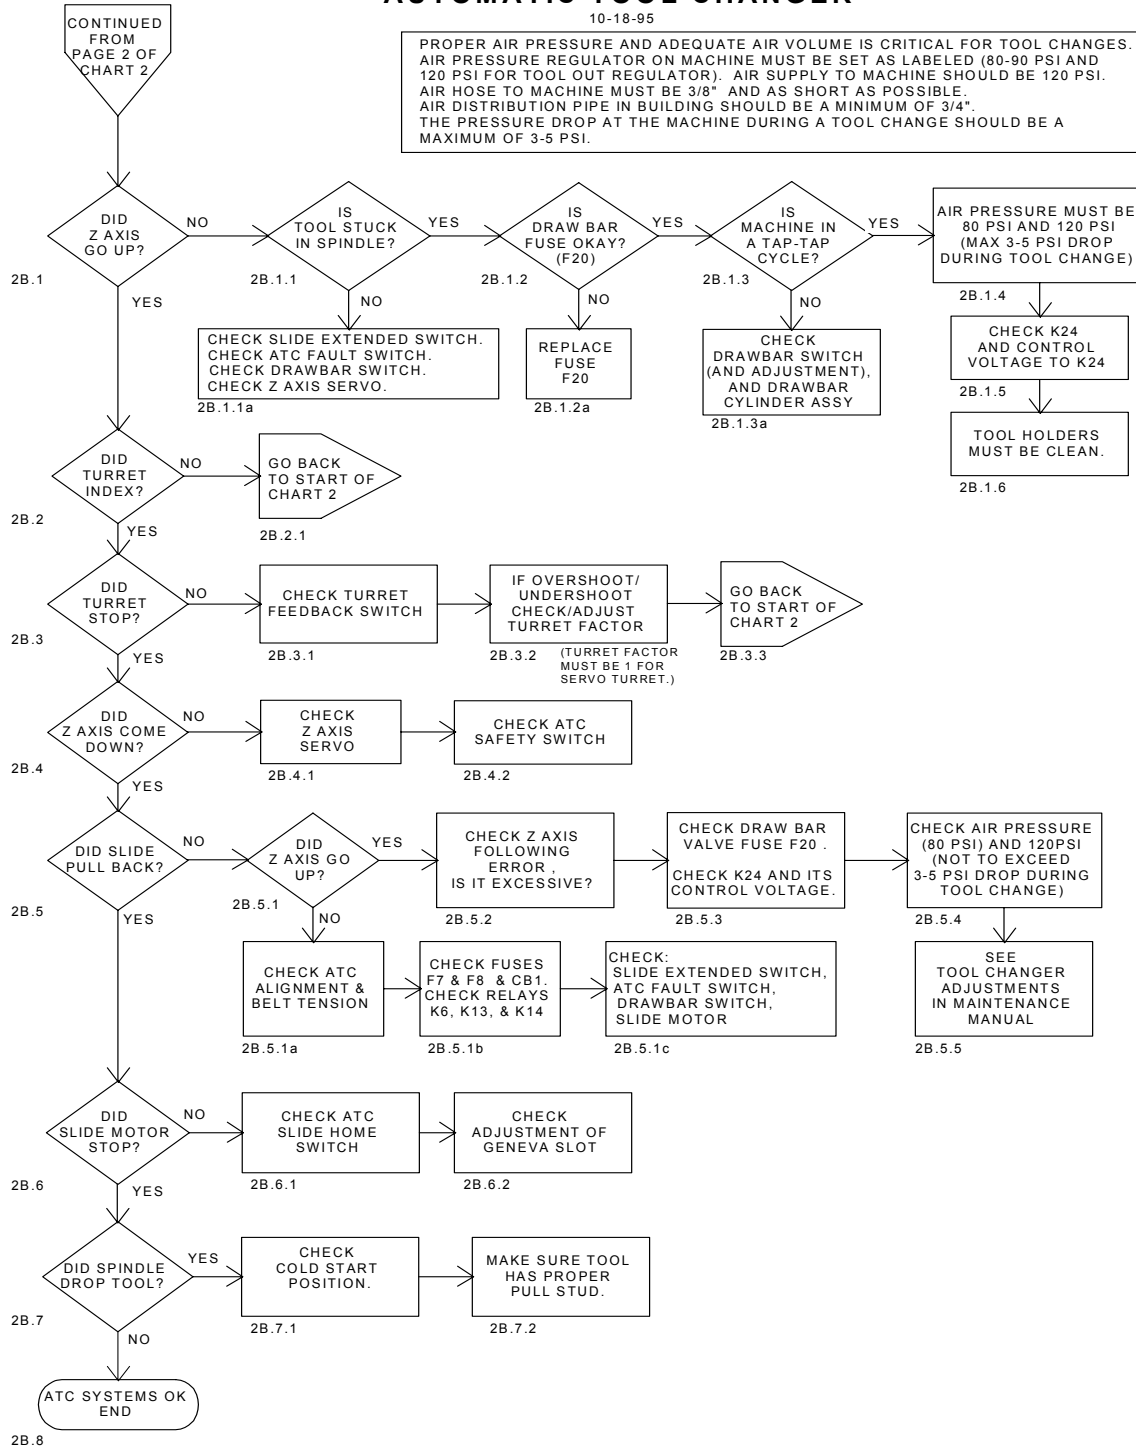 AUTOMATIC TOOL CHANGER
10-18-95
CONTINUED
FROM
PAGE 2 OF
CHART 2
PROPER AIR PRESSURE AND ADEQUATE AIR VOLUME IS CRITICAL FOR TOOL CHANGES.
AIR PRESSURE REGULATOR ON MACHINE MUST BE SET AS LABELED (80-90 PSI AND
120 PSI FOR TOOL OUT REGULATOR). AIR SUPPLY TO MACHINE SHOULD BE 120 PSI.
AIR HOSE TO MACHINE MUST BE 3/8" AND AS SHORT AS POSSIBLE.
AIR DISTRIBUTION PIPE IN BUILDING SHOULD BE A MINIMUM OF 3/4".
THE PRESSURE DROP AT THE MACHINE DURING A TOOL CHANGE SHOULD BE A
MAXIMUM OF 3-5 PSI.
DID
Z AXIS
GO UP?
NO
2B.1
YES
IS
TOOL STUCK
IN SPINDLE?
YES
2B.1.1
NO
IS
DRAW BAR
FUSE OKAY?
(F20)
YES
2B.1.2
NO
IS
MACHINE IN
A TAP-TAP
CYCLE?
YES
2B.1.3
NO
AIR PRESSURE MUST BE
80 PSI AND 120 PSI
(MAX 3-5 PSI DROP
DURING TOOL CHANGE)
2B.1.4
CHECK SLIDE EXTENDED SWITCH.
CHECK ATC FAULT SWITCH.
CHECK DRAWBAR SWITCH.
CHECK Z AXIS SERVO.
2B.1.1a
REPLACE
FUSE
F20
2B.1.2a
CHECK
DRAWBAR SWITCH
(AND ADJUSTMENT),
AND DRAWBAR
CYLINDER ASSY
2B.1.3a
CHECK K24
AND CONTROL
VOLTAGE TO K24
2B.1.5
TOOL HOLDERS
MUST BE CLEAN.
2B.1.6
DID
TURRET
INDEX?
NO
2B.2
YES
GO BACK
TO START OF
CHART 2
2B.2.1
DID
TURRET
STOP?
NO
2B.3
YES
CHECK TURRET
FEEDBACK SWITCH
2B.3.1
IF OVERSHOOT/
UNDERSHOOT
CHECK/ADJUST
TURRET FACTOR
2B.3.2
(TURRET FACTOR
MUST BE 1 FOR
SERVO TURRET.)
GO BACK
TO START OF
CHART 2
2B.3.3
DID
Z AXIS COME
DOWN?
NO
2B.4
YES
CHECK
Z AXIS
SERVO
2B.4.1
CHECK ATC
SAFETY SWITCH
2B.4.2
DID SLIDE
PULL BACK?
NO
2B.5
YES
DID
Z AXIS GO
UP?
YES
2B.5.1
NO
CHECK Z AXIS
FOLLOWING
ERROR ,
IS IT EXCESSIVE?
2B.5.2
CHECK DRAW BAR
VALVE FUSE F20 .
CHECK K24 AND ITS
CONTROL VOLTAGE.
2B.5.3
CHECK AIR PRESSURE
(80 PSI) AND 120PSI
(NOT TO EXCEED
3-5 PSI DROP DURING
TOOL CHANGE)
2B.5.4
CHECK ATC
ALIGNMENT &
BELT TENSION
2B.5.1a
CHECK FUSES
F7 & F8 & CB1.
CHECK RELAYS
K6, K13, & K14
2B.5.1b
CHECK:
SLIDE EXTENDED SWITCH,
ATC FAULT SWITCH,
DRAWBAR SWITCH,
SLIDE MOTOR
2B.5.1c
SEE
TOOL CHANGER
ADJUSTMENTS
IN MAINTENANCE
MANUAL
2B.5.5
DID
SLIDE MOTOR
STOP?
NO
2B.6
YES
CHECK ATC
SLIDE HOME
SWITCH
2B.6.1
CHECK
ADJUSTMENT OF
GENEVA SLOT
2B.6.2
DID SPINDLE
DROP TOOL?
YES
2B.7
NO
CHECK
COLD START
POSITION.
2B.7.1
MAKE SURE TOOL
HAS PROPER
PULL STUD.
2B.7.2
ATC SYSTEMS OK
END
2B.8